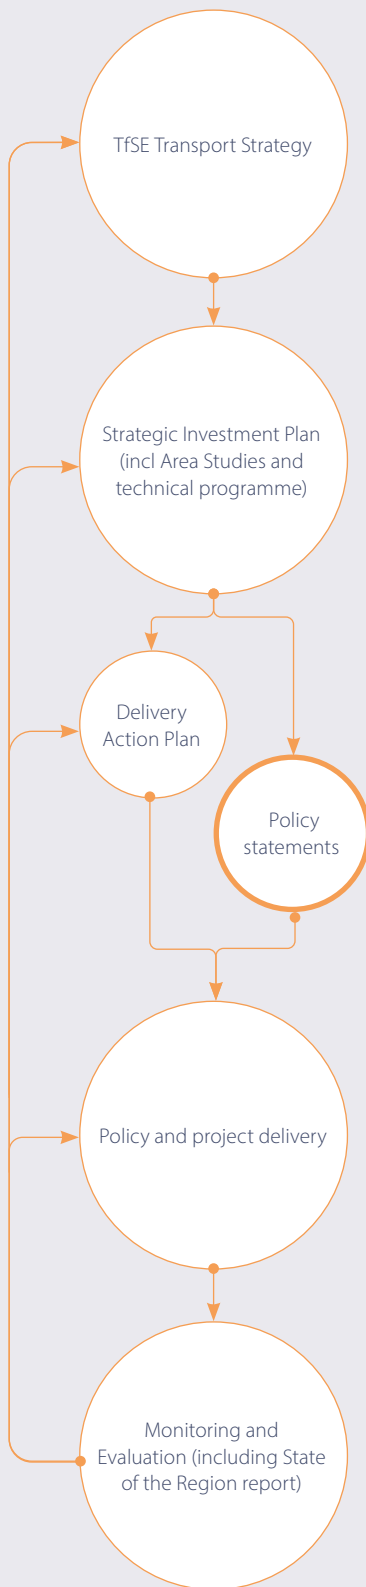 TfSE Transport Strategy
Strategic Investment Plan
(incl Area Studies and
technical programme)
Delivery
Action Plan
Policy
statements
Policy and project delivery
Monitoring and
Evaluation (including State
of the Region report)